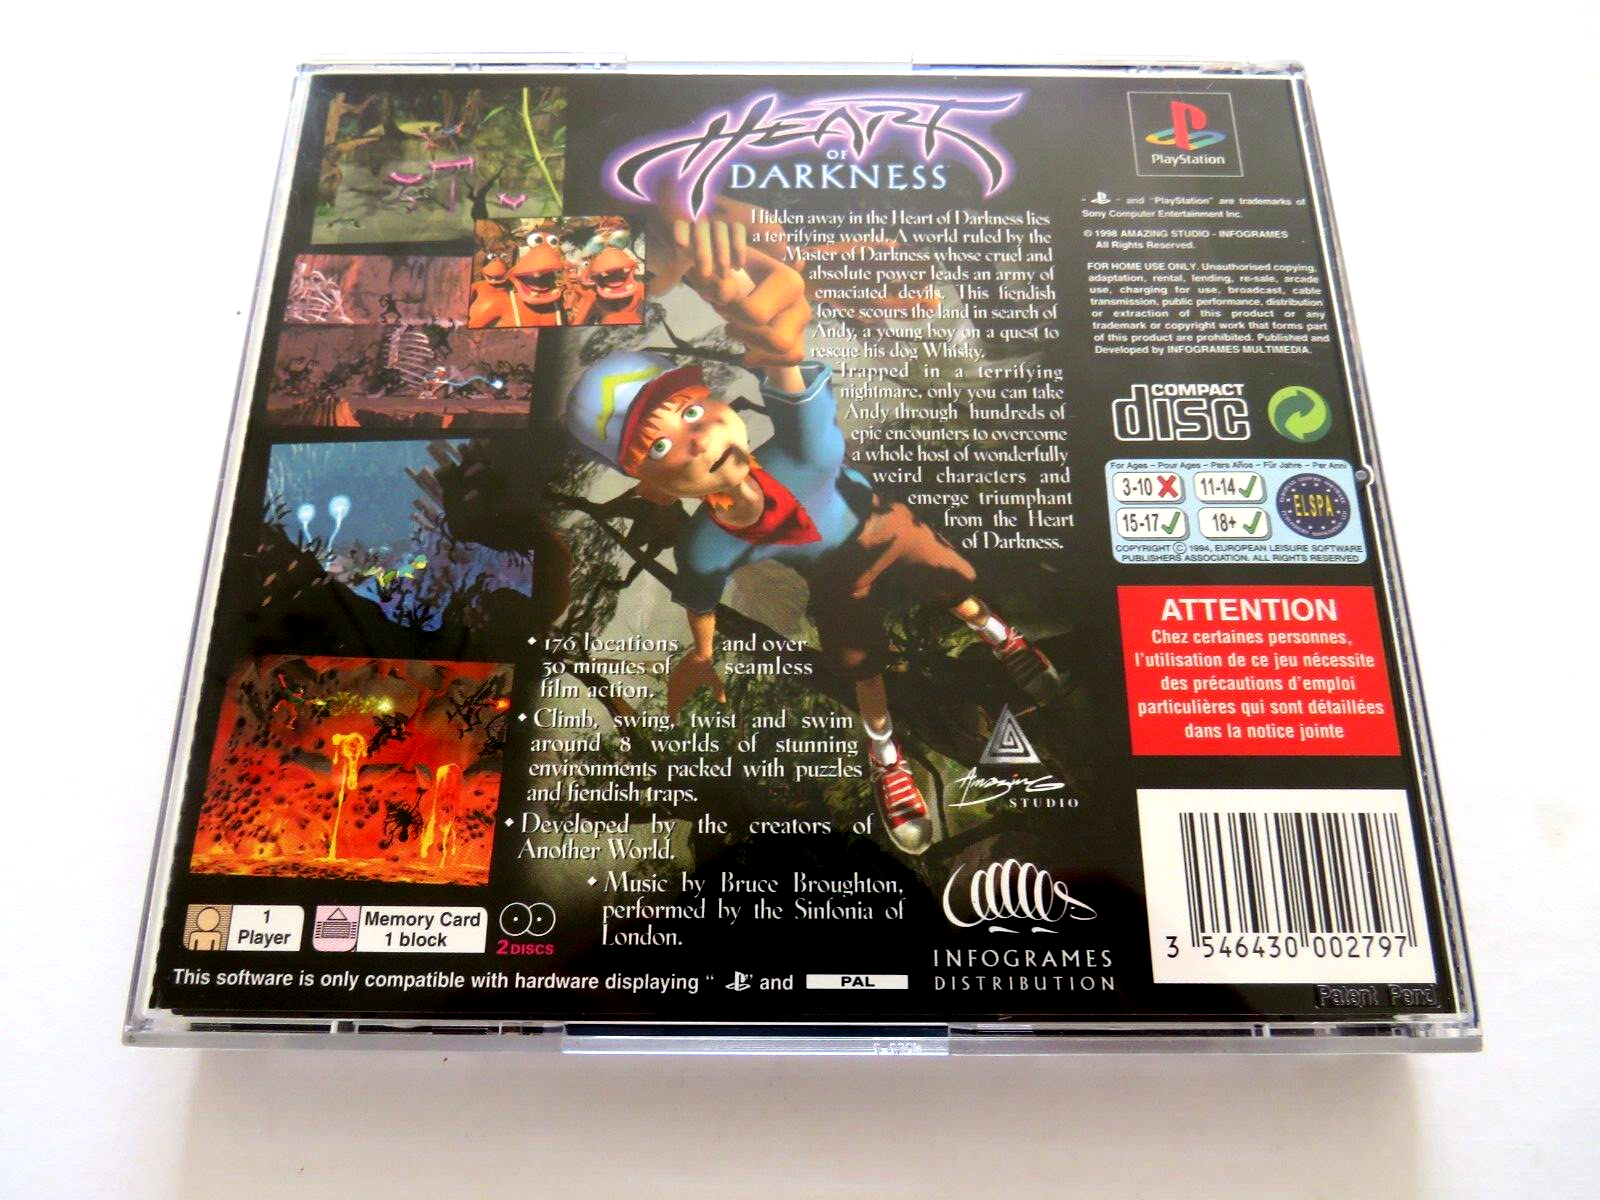 HEART
OF
DARKNESS
Hidden away in the Heart of Darkness lies
a terrifying world. A world ruled by the
Master of Darkness whose cruel and
absolute power leads an army of
emaciated devils. This fiendish
force scours the land in search of
Andy, a young boy on a quest to
rescue his dog Whisky.
Trapped in a terrifying
nightmare, only you can take
Andy through hundreds of
epic encounters to overcome
a whole host of wonderfully
weird characters and
emerge triumphant
from the Heart
of Darkness.
• 176 locations and over
30 minutes of seamless
film action.
• Climb, swing, twist and swim
around 8 worlds of stunning
environments packed with puzzles
and fiendish traps.
• Developed by the creators of
Another World.
• Music by Bruce Broughton,
performed by the Sinfonia of
London.
1
Player
Memory Card
1 block
2 DISCS
This software is only compatible with hardware displaying " " and PAL
PlayStation
" " and "PlayStation" are trademarks of
Sony Computer Entertainment Inc.
© 1998 AMAZING STUDIO - INFOGRAMES
All Rights Reserved.
FOR HOME USE ONLY. Unauthorised copying,
adaptation, rental, lending, re-sale, arcade
use, charging for use, broadcast, cable
transmission, public performance, distribution
or extraction of this product or any
trademark or copyright work that forms part
of this product are prohibited. Published and
Developed by INFOGRAMES MULTIMEDIA.
COMPACT
disc
For Ages - Pour Ages - Para Años - Für Jahre - Per Anni
3-10 11-14
15-17 18+
ELSPA
COPYRIGHT © 1994, EUROPEAN LEISURE SOFTWARE
PUBLISHERS ASSOCIATION. ALL RIGHTS RESERVED
ATTENTION
Chez certaines personnes,
l'utilisation de ce jeu nécessite
des précautions d'emploi
particulières qui sont détaillées
dans la notice jointe
Amazing
STUDIO
INFOGRAMES
DISTRIBUTION
3 546430 002797
Patent Pend